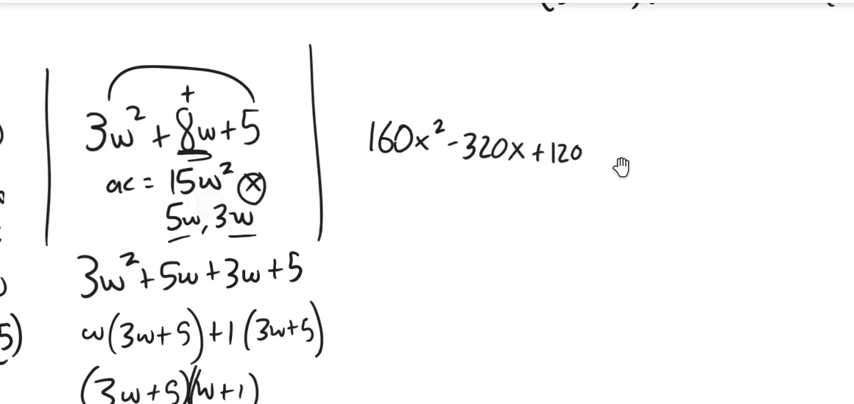 3w² + 8w + 5
+
ac = 15w² ⓧ
5w, 3w
3w² + 5w + 3w + 5
w(3w + 5) + 1(3w + 5)
(3w + 5)(w + 1)
160x² - 320x + 120
5)